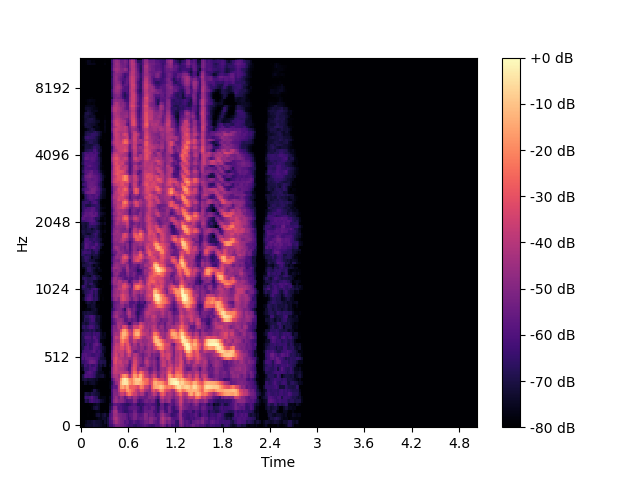 +0 dB
8192
-10 dB
4096
-20 dB
-30 dB
2048
Hz
-40 dB
1024
-50 dB
-60 dB
512
-70 dB
0
-80 dB
0 0.6 1.2 1.8 2.4 3 3.6 4.2 4.8
Time